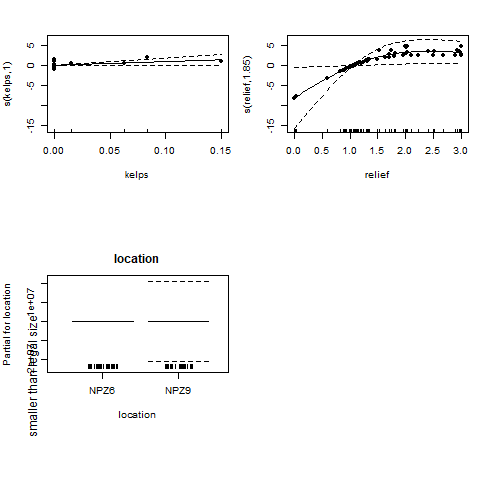 5
0
-5
-15
s(kelps,1)
0.00
0.05
0.10
0.15
kelps
5
0
-5
-15
s(relief,1.85)
0.0
0.5
1.0
1.5
2.0
2.5
3.0
relief
location
Partial for location
smaller than legal size
1e+07
NPZ6
NPZ9
location